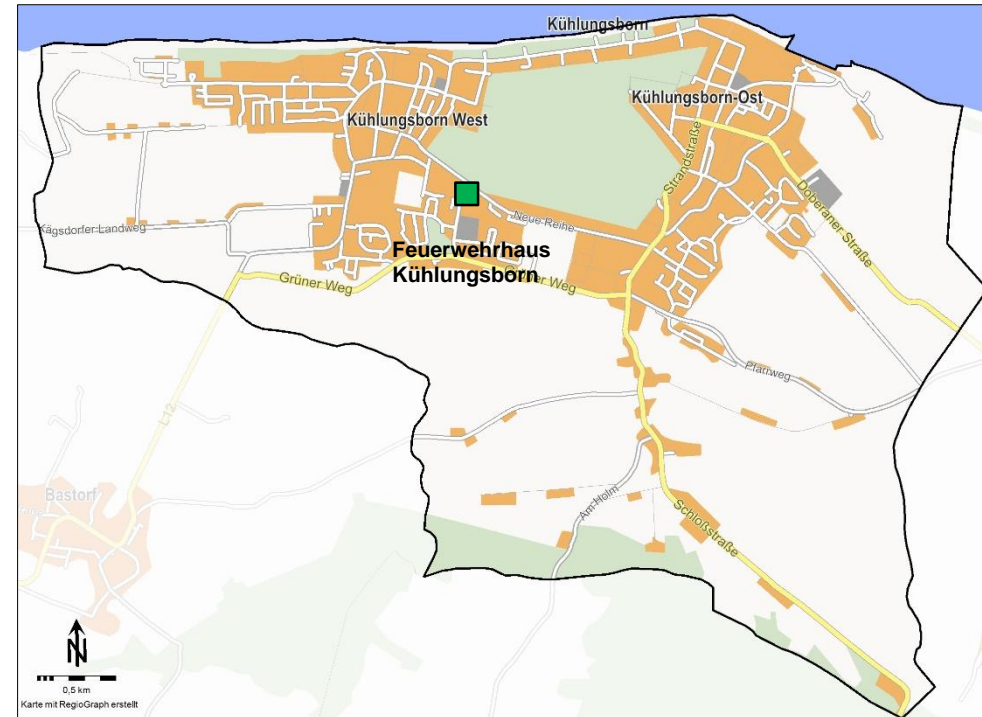 Kühlungsborn
Kühlungsborn-Ost
Kühlungsborn West
Strandstraße
Doberaner Straße
Neue Reihe
Kägsdorfer Landweg
Feuerwehrhaus
Kühlungsborn
Grüner Weg
Grüner Weg
Pfarrweg
L12
Bastorf
Am Holm
Schloßstraße
N
0,5 km
Karte mit RegioGraph erstellt